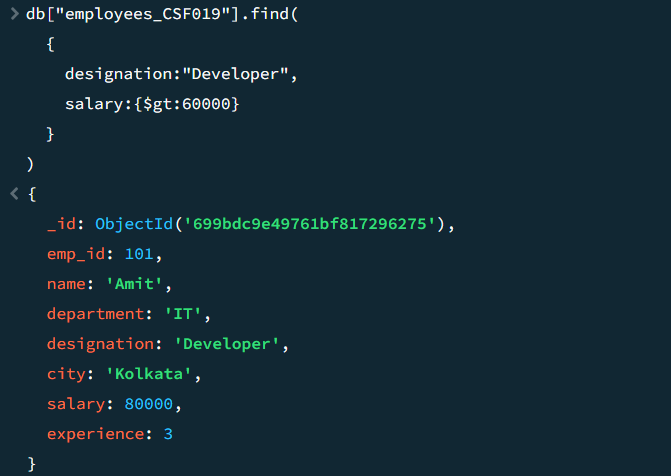 db["employees_CSF019"].find(
{
designation:"Developer",
salary:{$gt:60000}
}
)
{
_id: ObjectId('699bdc9e49761bf817296275'),
emp_id: 101,
name: 'Amit',
department: 'IT',
designation: 'Developer',
city: 'Kolkata',
salary: 80000,
experience: 3
}